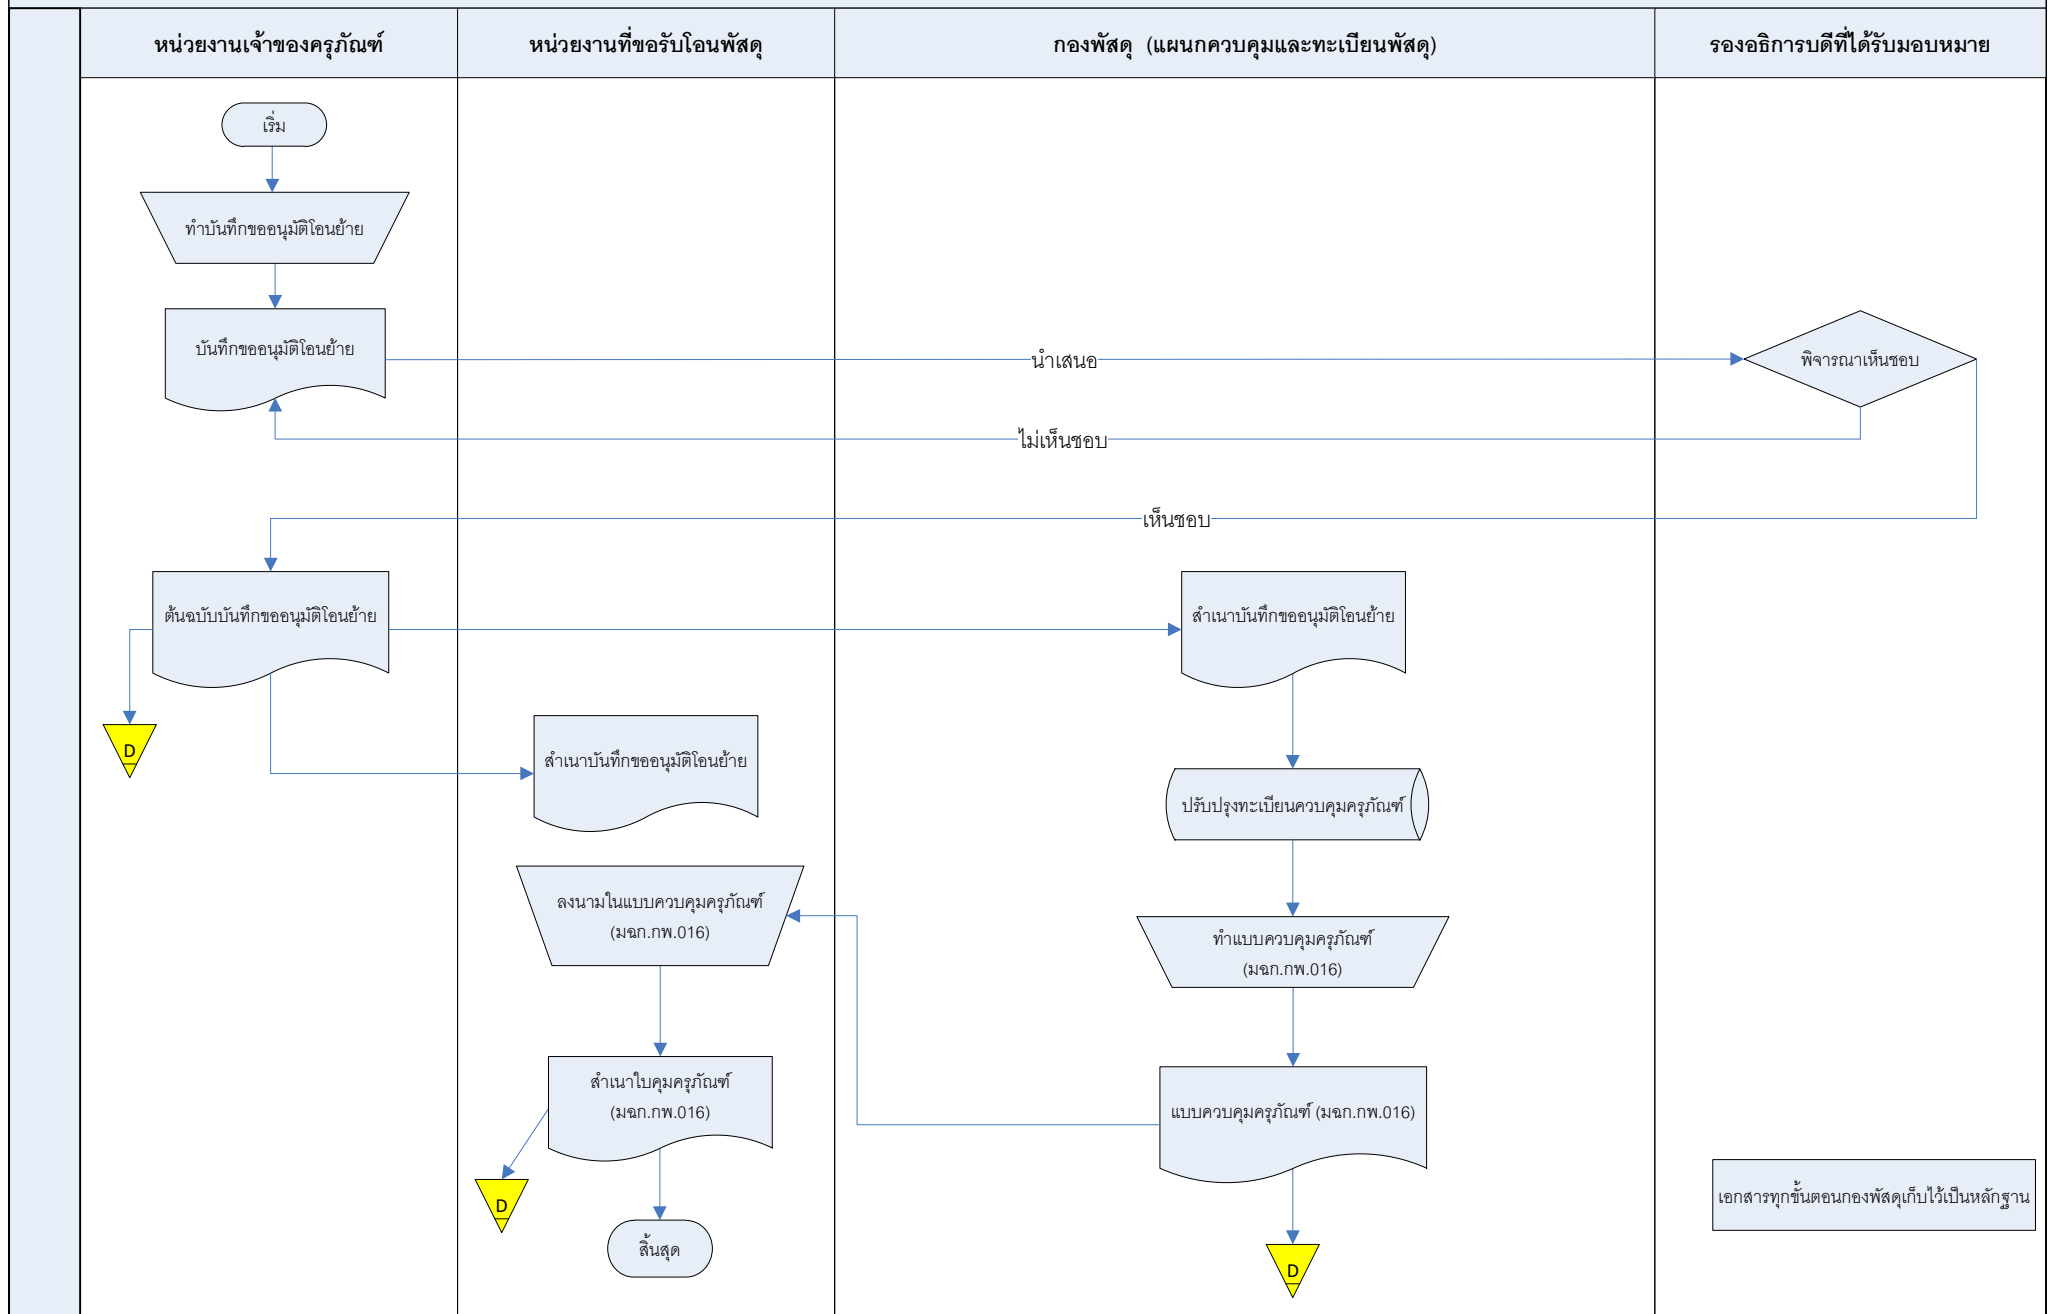 หน่วยงานเจ้าของครุภัณฑ์
หน่วยงานที่ขอรับโอนพัสดุ
กองพัสดุ (แผนกควบคุมและทะเบียนพัสดุ)
รองอธิการบดีที่ได้รับมอบหมาย
เริ่ม
ทำบันทึกขออนุมัติโอนย้าย
บันทึกขออนุมัติโอนย้าย
นำเสนอ
พิจารณาเห็นชอบ
ไม่เห็นชอบ
เห็นชอบ
ต้นฉบับบันทึกขออนุมัติโอนย้าย
สำเนาบันทึกขออนุมัติโอนย้าย
D
สำเนาบันทึกขออนุมัติโอนย้าย
ปรับปรุงทะเบียนควบคุมครุภัณฑ์
ลงนามในแบบควบคุมครุภัณฑ์
(มฉก.กพ.016)
ทำแบบควบคุมครุภัณฑ์
(มฉก.กพ.016)
สำเนาใบคุมครุภัณฑ์
(มฉก.กพ.016)
แบบควบคุมครุภัณฑ์ (มฉก.กพ.016)
D
สิ้นสุด
D
เอกสารทุกขั้นตอนกองพัสดุเก็บไว้เป็นหลักฐาน